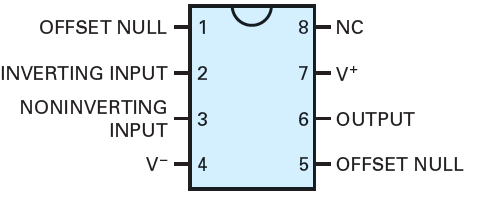 OFFSET NULL 1 8 NC
INVERTING INPUT 2 7 V⁺
NONINVERTING
INPUT 3 6 OUTPUT
V⁻ 4 5 OFFSET NULL